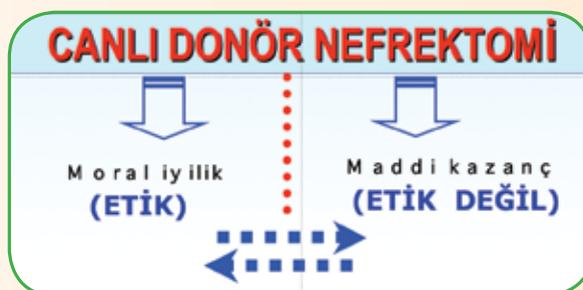 CANLI DONÖR NEFREKTOMİ
Moral iyilik
(ETİK)
Maddi kazanç
(ETİK DEĞİL)